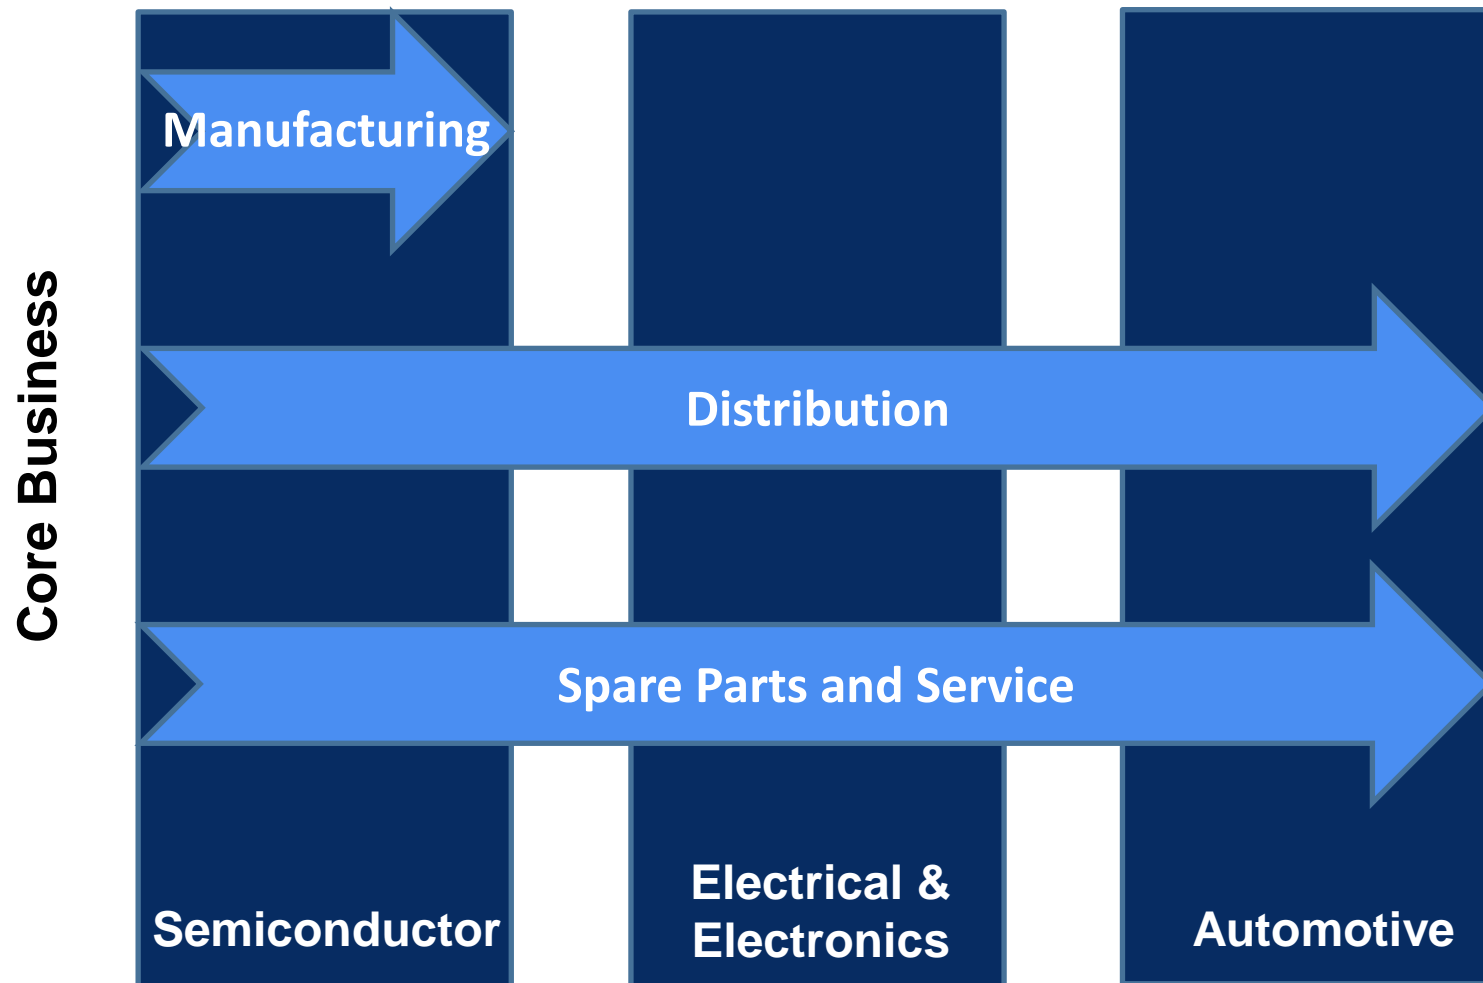 Core Business
Manufacturing
Distribution
Spare Parts and Service
Semiconductor
Electrical &
Electronics
Automotive